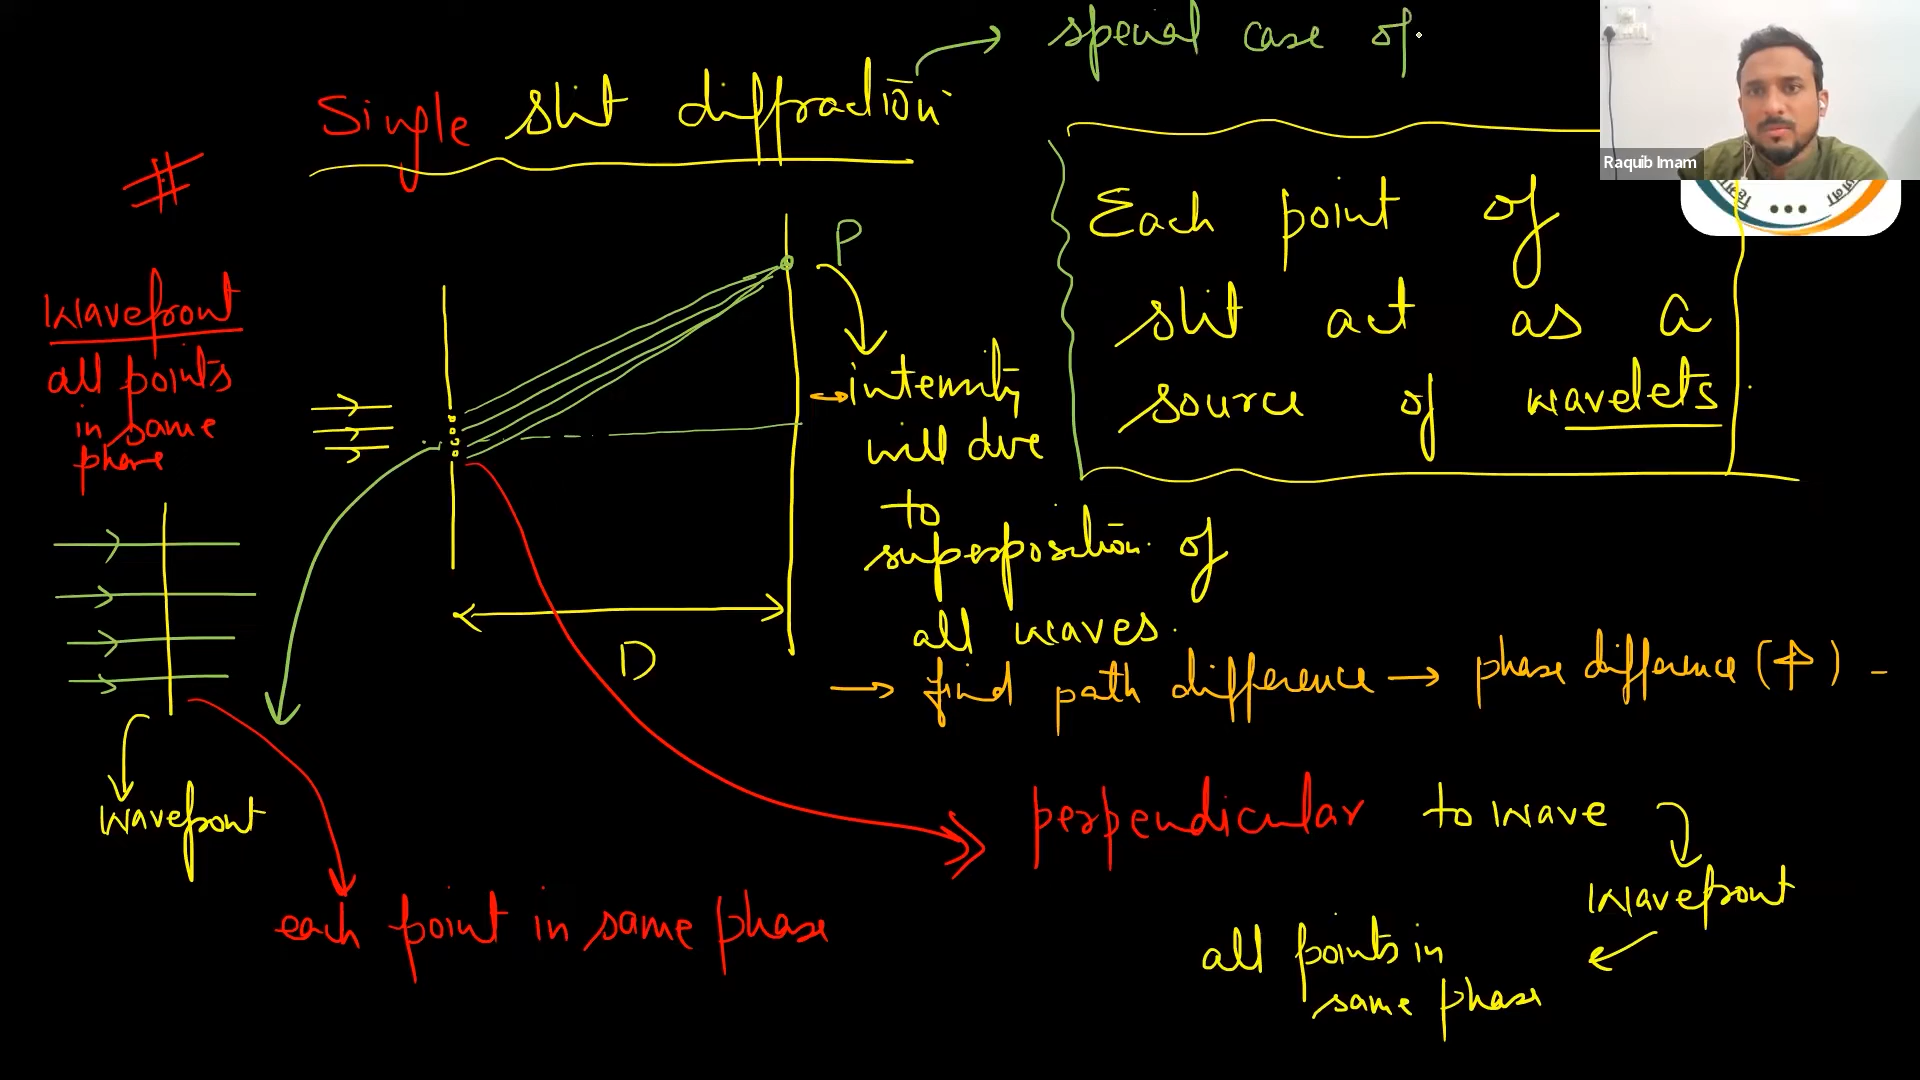 special case of
Single slit diffraction
#
Raquib Imam
Each point of
slit act as a
source of wavelets
P
wavefront
all points
in same
phase
intensity
will due
to
superposition of
all waves.
D
→ find path difference → phase difference (φ) -
perpendicular to wave
wavefront
wavefront
each point in same phase
all points in
same phase